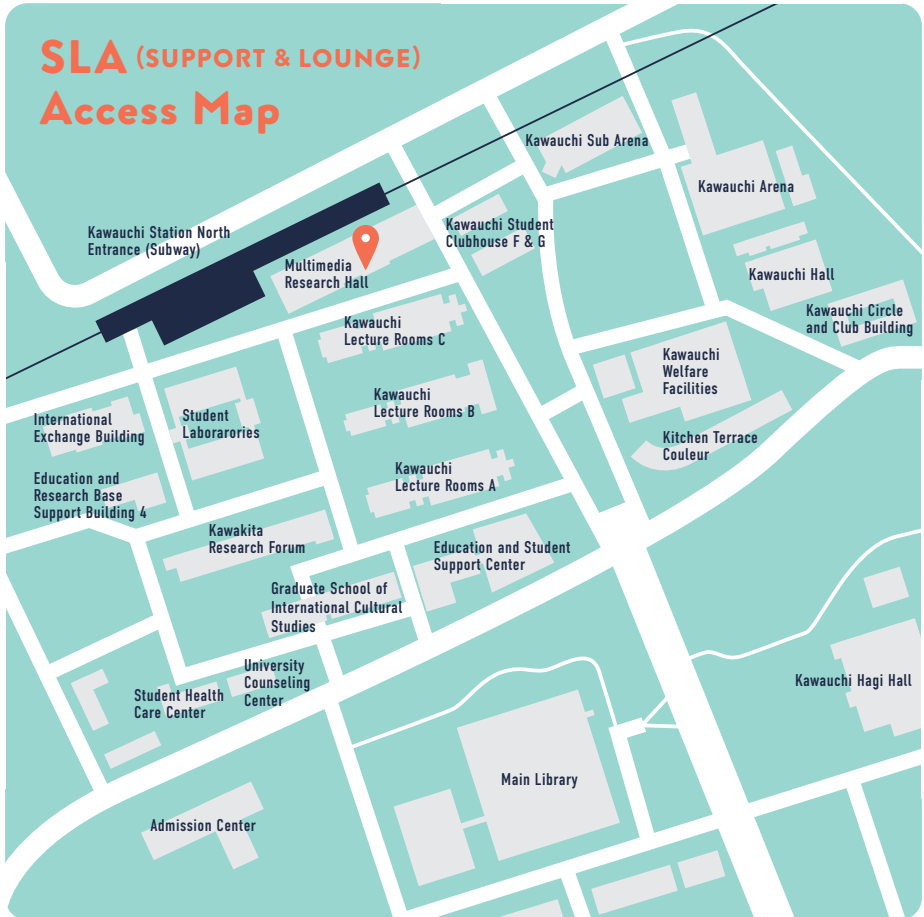 SLA (SUPPORT & LOUNGE)
Access Map
Kawauchi Sub Arena
Kawauchi Arena
Kawauchi Student
Clubhouse F & G
Kawauchi Station North
Entrance (Subway)
Multimedia
Research Hall
Kawauchi Hall
Kawauchi Circle
and Club Building
Kawauchi
Lecture Rooms C
Kawauchi
Welfare
Facilities
Kawauchi
Lecture Rooms B
International
Exchange Building
Student
Laborarories
Kitchen Terrace
Couleur
Kawauchi
Lecture Rooms A
Education and
Research Base
Support Building 4
Kawakita
Research Forum
Education and Student
Support Center
Graduate School of
International Cultural
Studies
University
Counseling
Center
Student Health
Care Center
Kawauchi Hagi Hall
Main Library
Admission Center